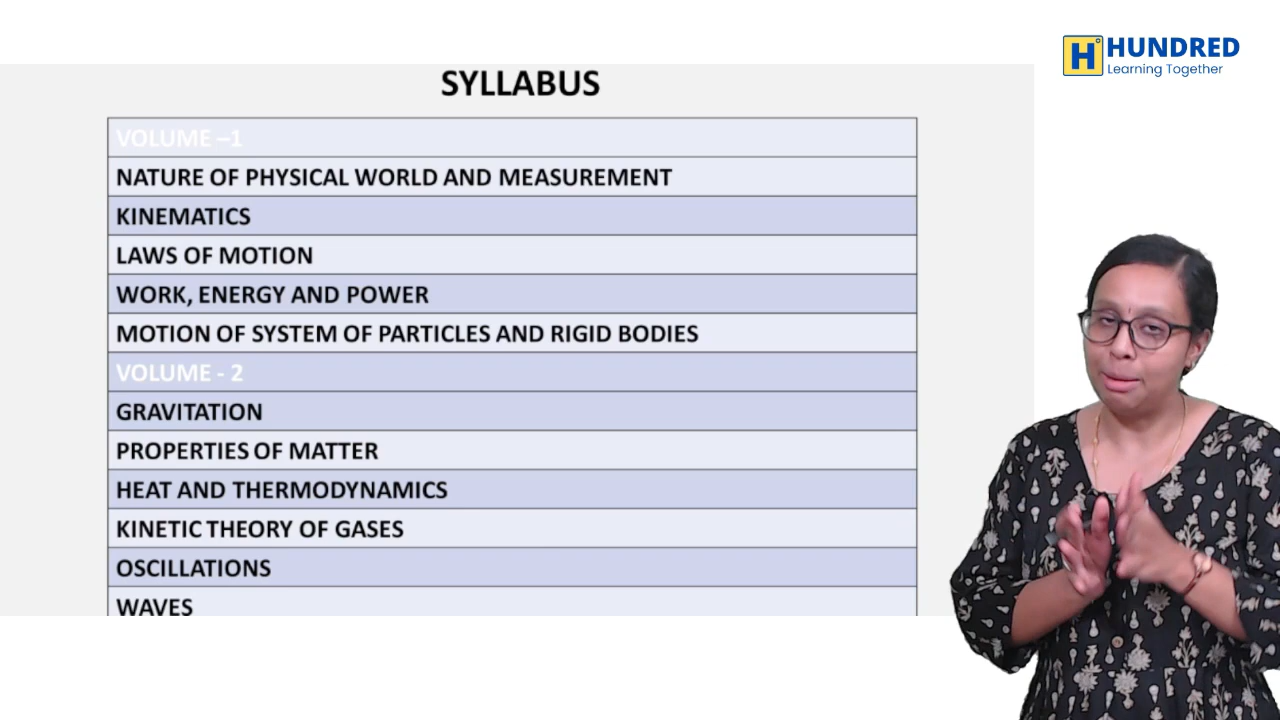 HUNDRED
Learning Together
SYLLABUS
VOLUME –1
NATURE OF PHYSICAL WORLD AND MEASUREMENT
KINEMATICS
LAWS OF MOTION
WORK, ENERGY AND POWER
MOTION OF SYSTEM OF PARTICLES AND RIGID BODIES
VOLUME - 2
GRAVITATION
PROPERTIES OF MATTER
HEAT AND THERMODYNAMICS
KINETIC THEORY OF GASES
OSCILLATIONS
WAVES